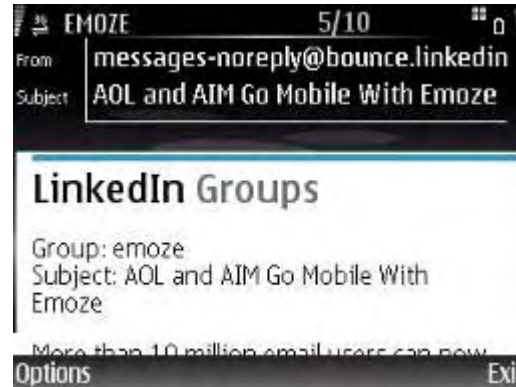 EMOZE 5/10
From messages-noreply@bounce.linkedin
Subject AOL and AIM Go Mobile With Emoze
LinkedIn Groups
Group: emoze
Subject: AOL and AIM Go Mobile With
Emoze
More than 10 million email users can now
Options Exi